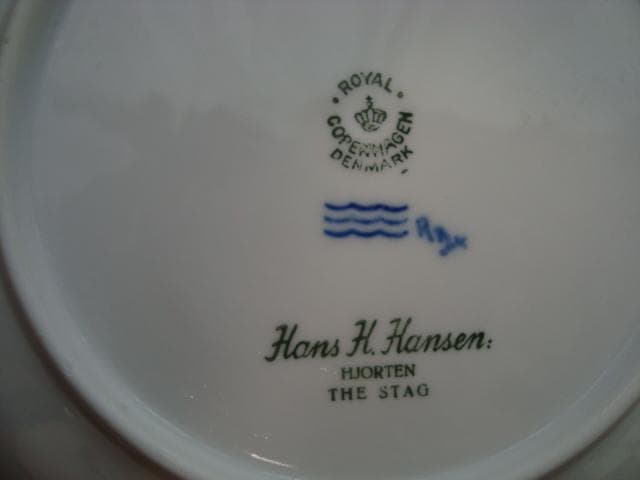 ROYAL
COPENHAGEN
DENMARK
Hans H. Hansen:
HJORTEN
THE STAG